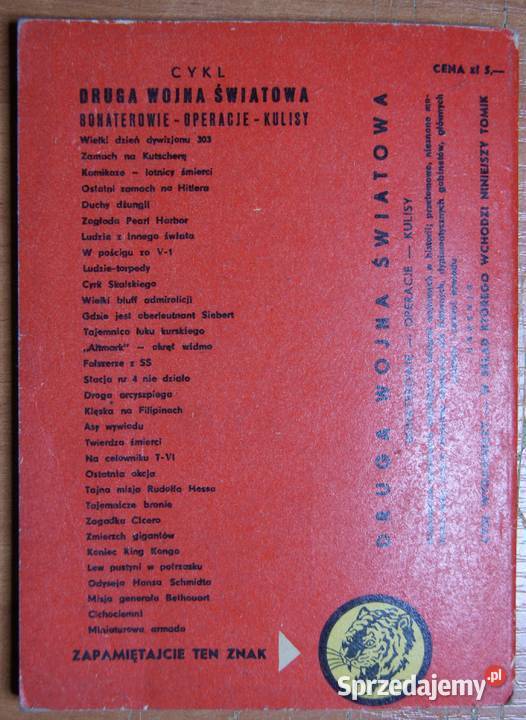 CYKL
DRUGA WOJNA ŚWIATOWA
BOHATEROWIE – OPERACJE – KULISY
Wielki dzień dywizjonu 303
Zamach na Kutscherę
Kamikaze – lotnicy śmierci
Ostatni zamach na Hitlera
Duchy dżungli
Zagłada Pearl Harbor
Ludzie z innego świata
W pościgu za V-1
Ludzie-torpedy
Cyrk Skalskiego
Wielki bluff admiralicji
Gdzie jest oberleutnant Siebert
Tajemnica łuku kurskiego
„Altmark" – okręt widmo
Fałszerze z SS
Stacja nr 4 nie działa
Droga arcyszpiega
Klęska na Filipinach
Asy wywiadu
Twierdza śmierci
Na celowniku T-VI
Ostatnia akcja
Tajna misja Rudolfa Hessa
Tajemnicze bronie
Zagadka Cicero
Zmierzch gigantów
Koniec King Konga
Lew pustyni w potrzasku
Odyseja Hansa Schmidta
Misja generała Bethouart
Cichociemni
Miniaturowa armada
ZAPAMIĘTAJCIE TEN ZNAK
CENA zł 5,—
DRUGA WOJNA ŚWIATOWA
BOHATEROWIE — OPERACJE — KULISY
W SKŁAD KTÓREGO WCHODZI NINIEJSZY TOMIK
Sprzedajemy.pl